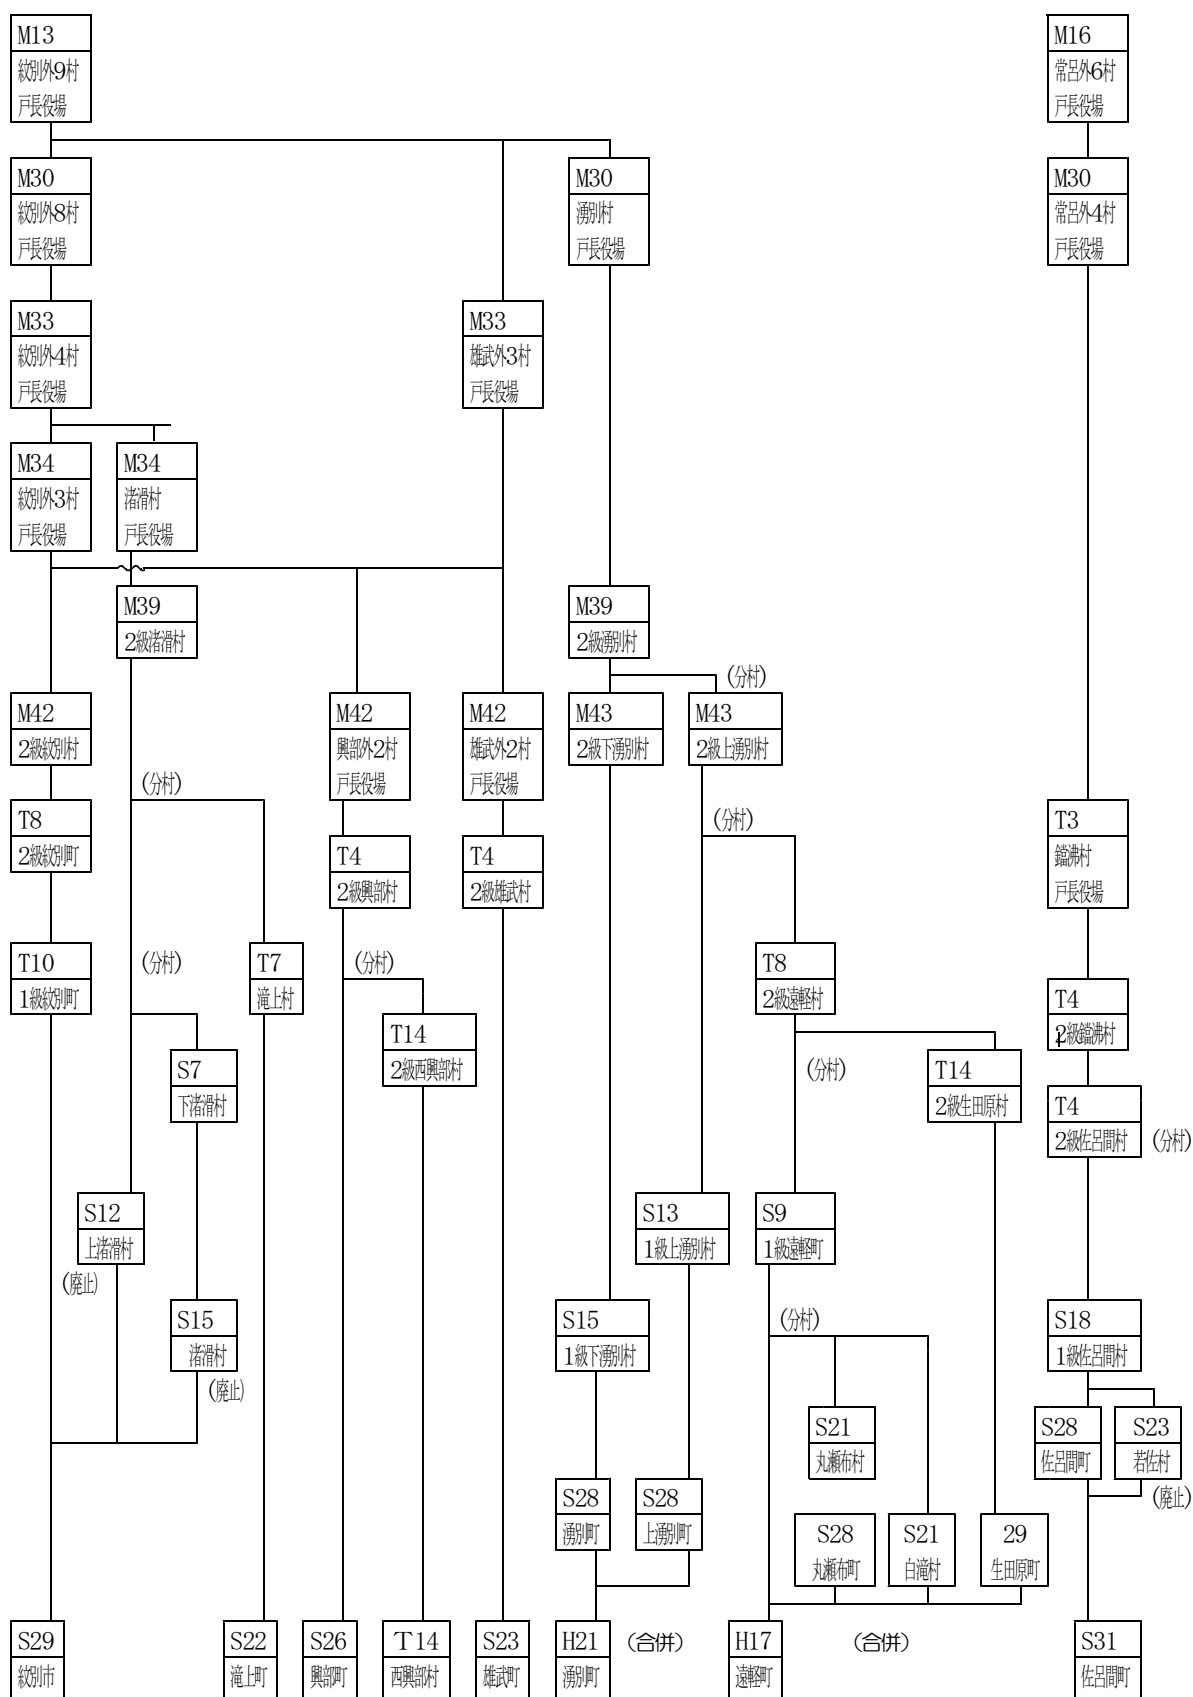 M13
紋別外9村
戸長役場
M16
常呂外6村
戸長役場
M30
紋別外8村
戸長役場
M30
湧別村
戸長役場
M30
常呂外4村
戸長役場
M33
紋別外4村
戸長役場
M33
雄武外3村
戸長役場
M34
紋別外3村
戸長役場
M34
渚滑村
戸長役場
M39
2級渚滑村
M39
2級湧別村
(分村)
M42
2級紋別村
M42
興部外2村
戸長役場
M42
雄武外2村
戸長役場
M43
2級下湧別村
M43
2級上湧別村
(分村)
T8
2級紋別町
(分村)
T3
鐺沸村
戸長役場
T4
2級興部村
T4
2級雄武村
T10
1級紋別町
(分村)
T7
滝上村
(分村)
T8
2級遠軽村
T4
2級鐺沸村
T14
2級西興部村
S7
下渚滑村
(分村)
T14
2級生田原村
T4
2級佐呂間村
(分村)
S12
上渚滑村
(廃止)
S13
1級上湧別村
S9
1級遠軽町
S15
渚滑村
(廃止)
S15
1級下湧別村
(分村)
S18
1級佐呂間村
S21
丸瀬布村
S28
佐呂間町
S23
若佐村
(廃止)
S28
湧別町
S28
上湧別町
S28
丸瀬布町
S21
白滝村
29
生田原町
S29
紋別市
S22
滝上町
S26
興部町
T14
西興部村
S23
雄武町
H21
湧別町
(合併)
H17
遠軽町
(合併)
S31
佐呂間町